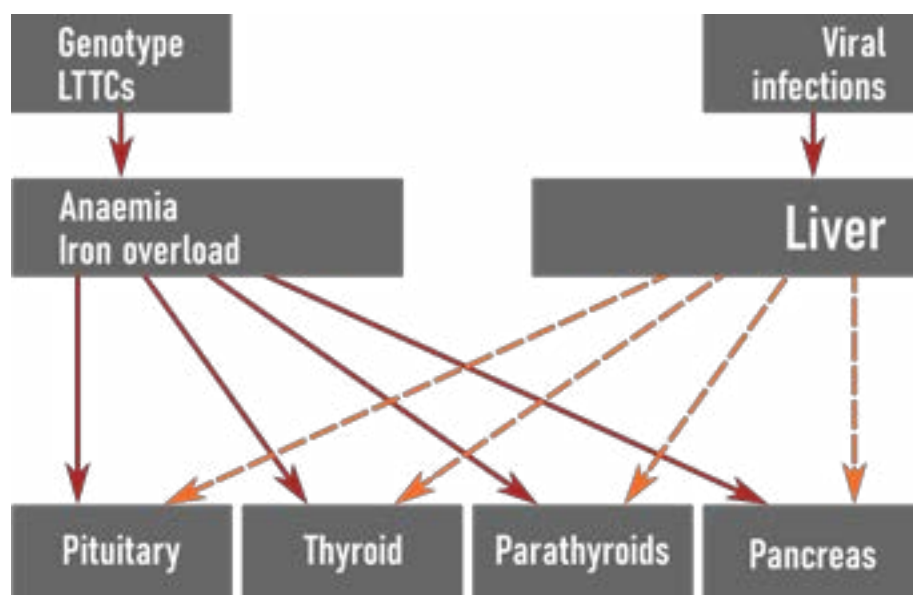 Genotype
LTTCs
Viral
infections
Anaemia
Iron overload
Liver
Pituitary
Thyroid
Parathyroids
Pancreas